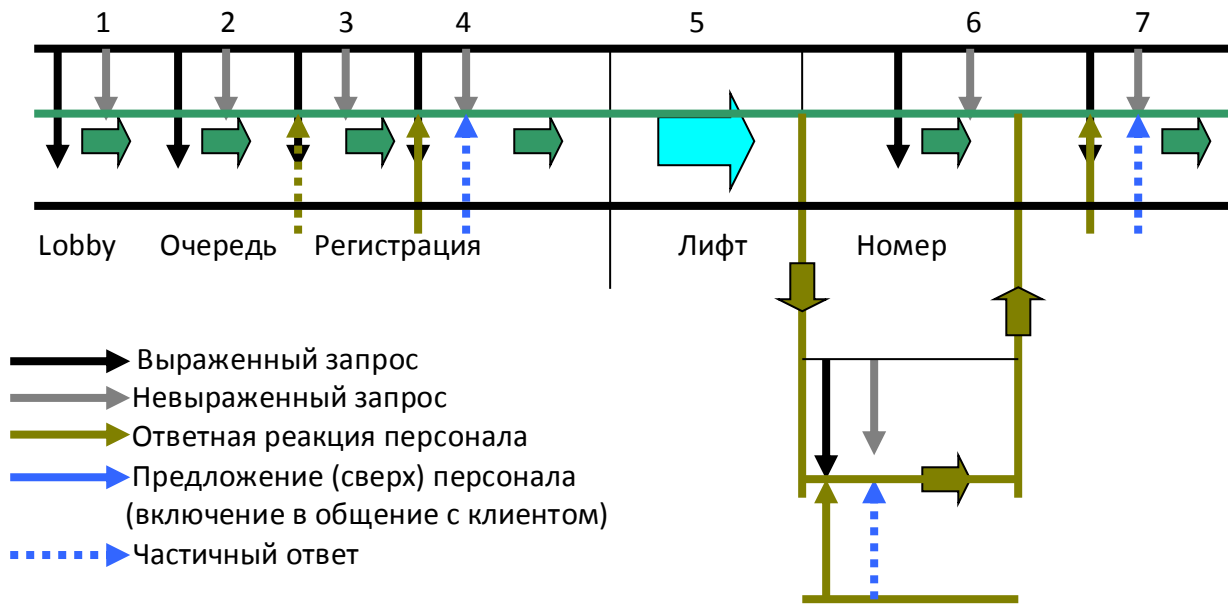 1 2 3 4 5 6 7
Lobby Очередь Регистрация Лифт Номер
Выраженный запрос
Невыраженный запрос
Ответная реакция персонала
Предложение (сверх) персонала
(включение в общение с клиентом)
Частичный ответ